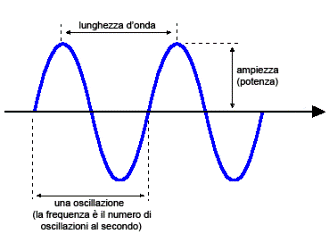 lunghezza d'onda
ampiezza
(potenza)
una oscillazione
(la frequenza è il numero di
oscillazioni al secondo)